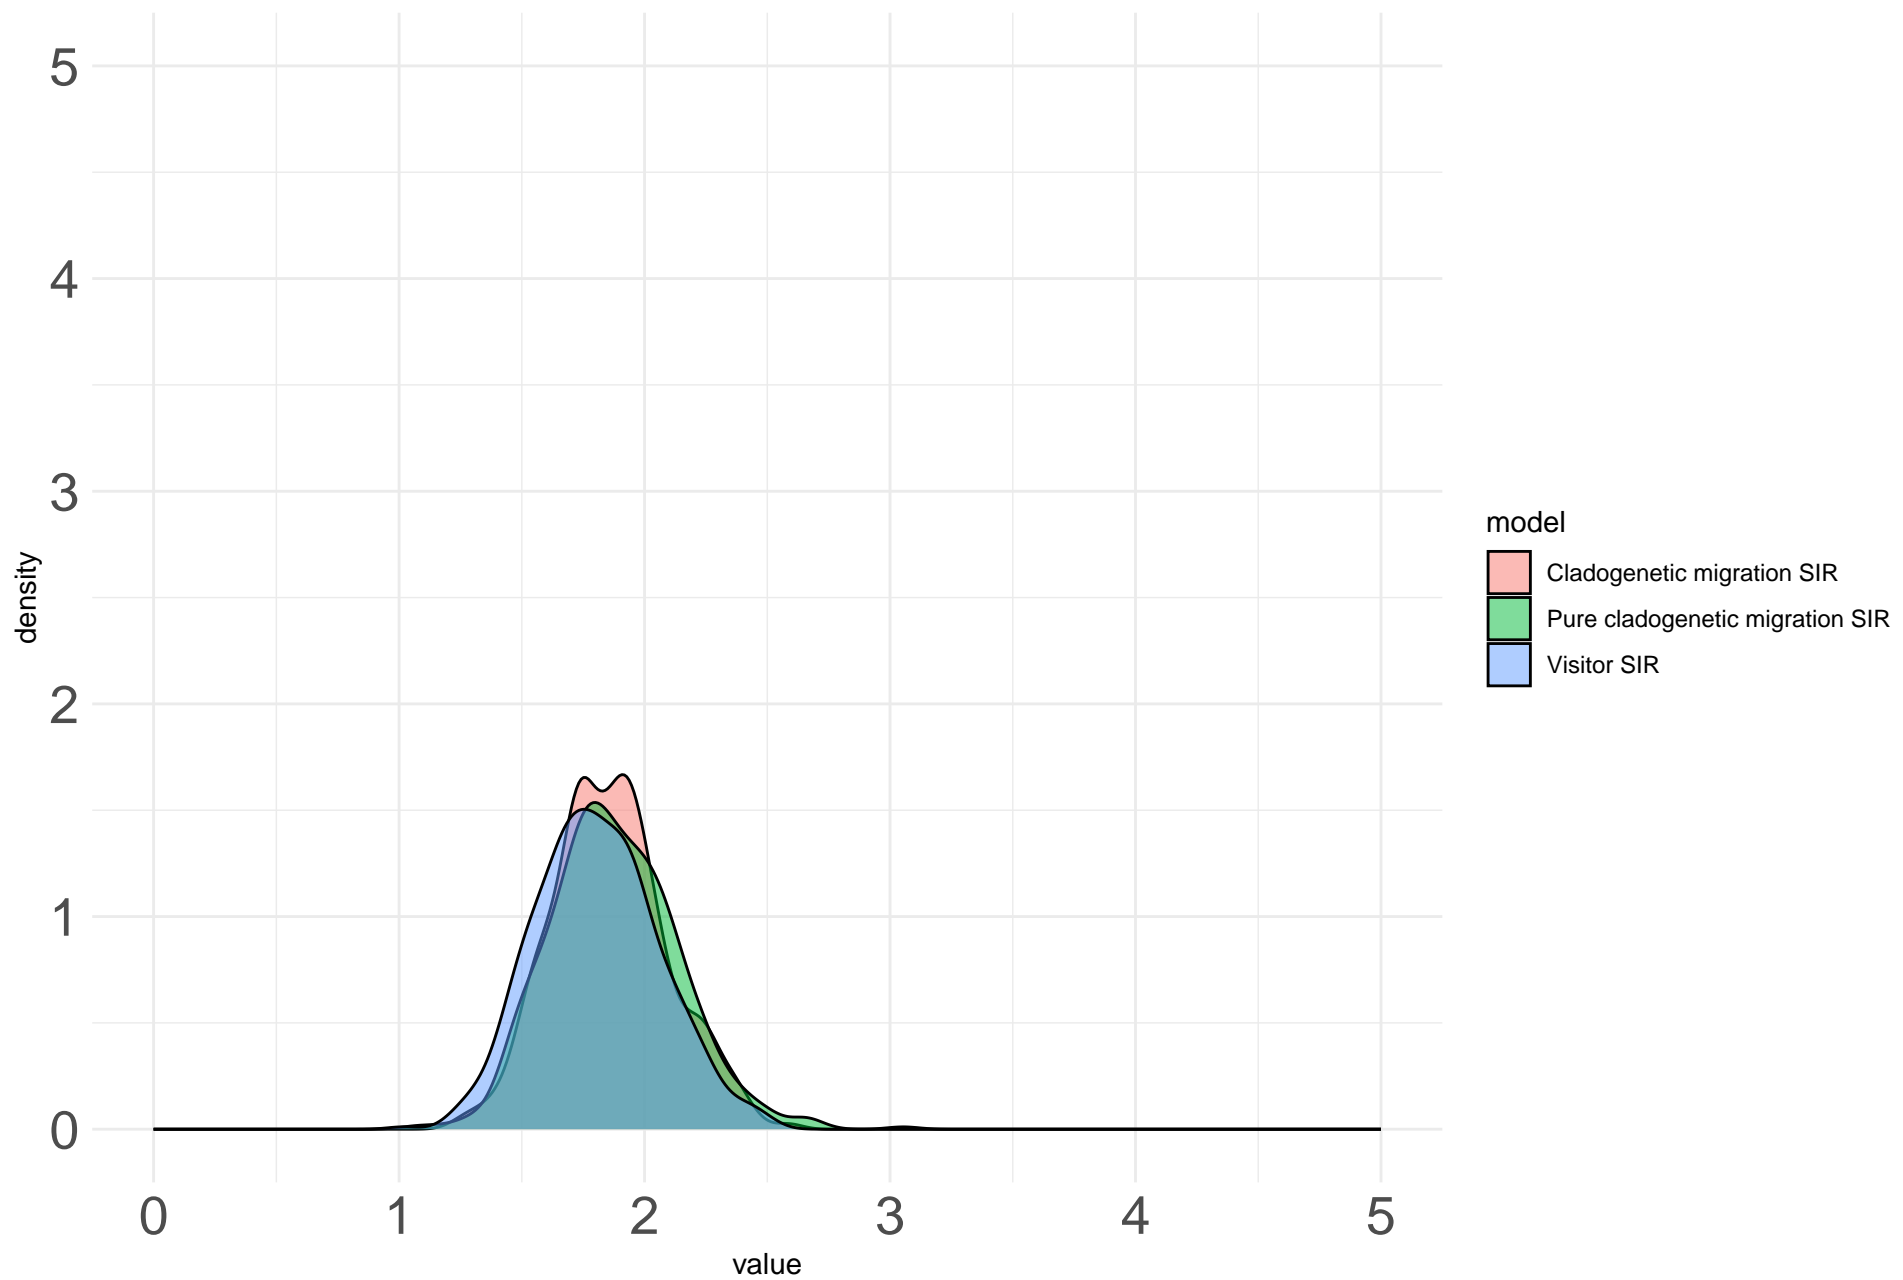 5
4
3
2
1
0
density
0 1 2 3 4 5
value
model
Cladogenetic migration SIR
Pure cladogenetic migration SIR
Visitor SIR